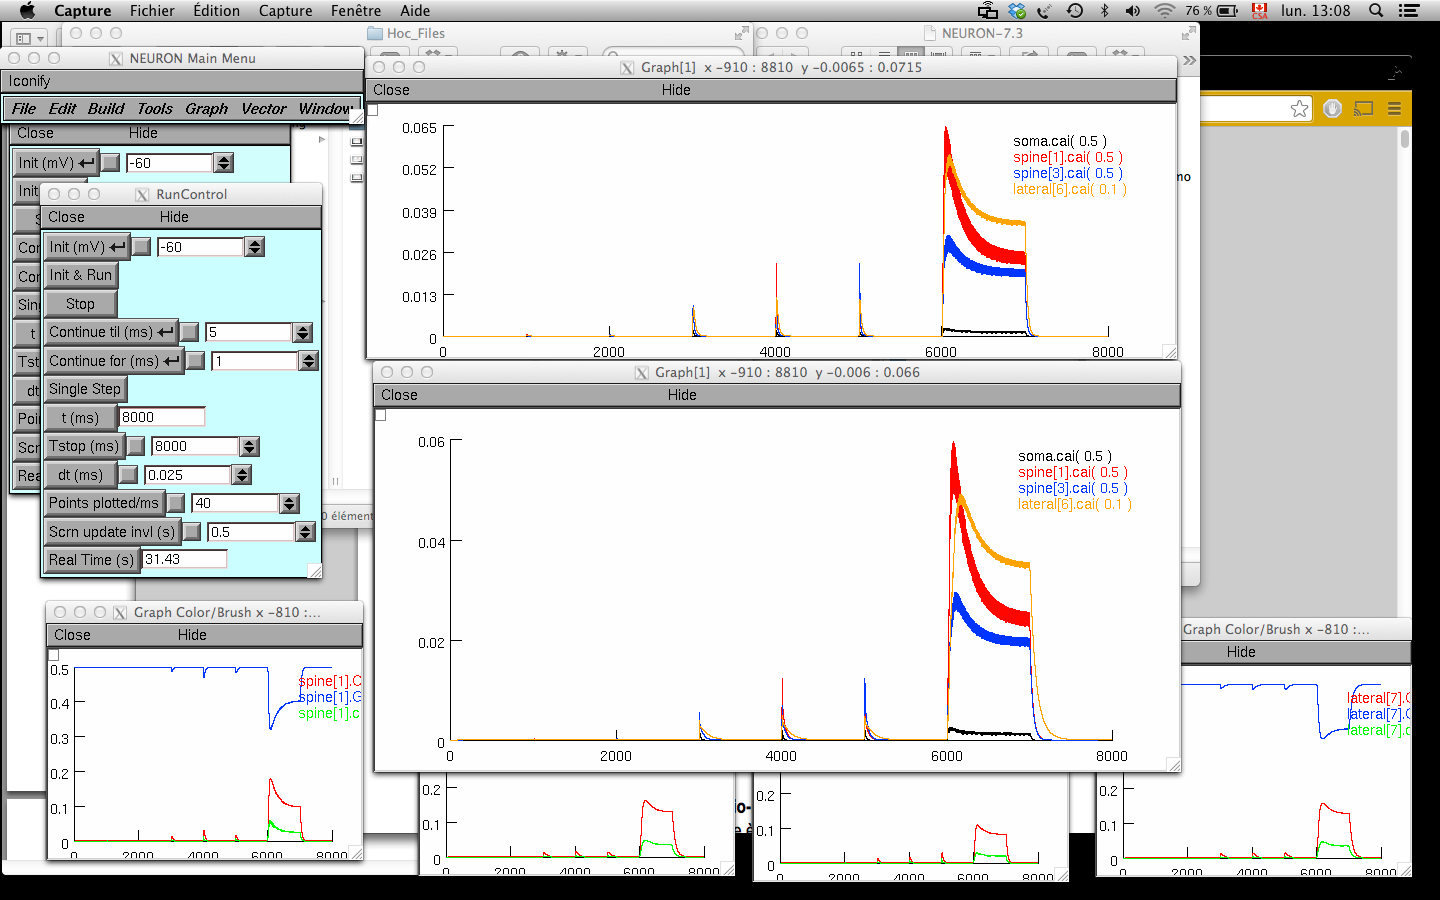 Capture Fichier Édition Capture Fenêtre Aide 76 % CSA lun. 13:08
Hoc_Files
NEURON-7.3
NEURON Main Menu
Iconify
File Edit Build Tools Graph Vector Window
Close Hide
Init (mV) -60
RunControl
Close Hide
Init (mV) -60
Init & Run
Stop
Continue til (ms) 5
Continue for (ms) 1
Single Step
t (ms) 8000
Tstop (ms) 8000
dt (ms) 0.025
Points plotted/ms 40
Scrn update invl (s) 0.5
Real Time (s) 31.43
0 élément
Graph[1] x -910 : 8810 y -0.0065 : 0.0715
Close Hide
0.065
0.052
0.039
0.026
0.013
0
0 2000 4000 6000 8000
soma.cai( 0.5 )
spine[1].cai( 0.5 )
spine[3].cai( 0.5 )
lateral[6].cai( 0.1 )
Graph[1] x -910 : 8810 y -0.006 : 0.066
Close Hide
0.06
0.04
0.02
0
0 2000 4000 6000 8000
soma.cai( 0.5 )
spine[1].cai( 0.5 )
spine[3].cai( 0.5 )
lateral[6].cai( 0.1 )
Graph Color/Brush x -810 :...
Close Hide
0.5
0.4
0.3
0.2
0.1
0
0 2000 4000 6000 8000
spine[1].C
spine[1].G
spine[1].c
0.2
0.1
0
0 2000 4000 6000 8000
0.2
0.1
0
0 2000 4000 6000 8000
Graph Color/Brush x -810 :...
Hide
lateral[7].C
lateral[7].G
lateral[7].c
0.2
0.1
0
0 2000 4000 6000 8000